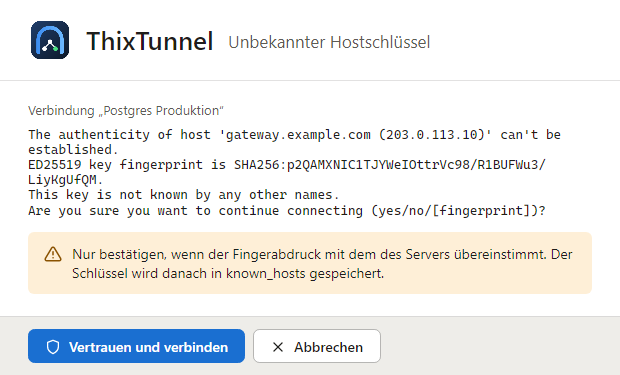 ThixTunnel Unbekannter Hostschlüssel
Verbindung „Postgres Produktion“
The authenticity of host 'gateway.example.com (203.0.113.10)' can't be
established.
ED25519 key fingerprint is SHA256:p2QAMXNIC1TJYWeIOttrVc98/R1BUFWu3/
LiyKgUfQM.
This key is not known by any other names.
Are you sure you want to continue connecting (yes/no/[fingerprint])?
Nur bestätigen, wenn der Fingerabdruck mit dem des Servers übereinstimmt. Der
Schlüssel wird danach in known_hosts gespeichert.
Vertrauen und verbinden
Abbrechen